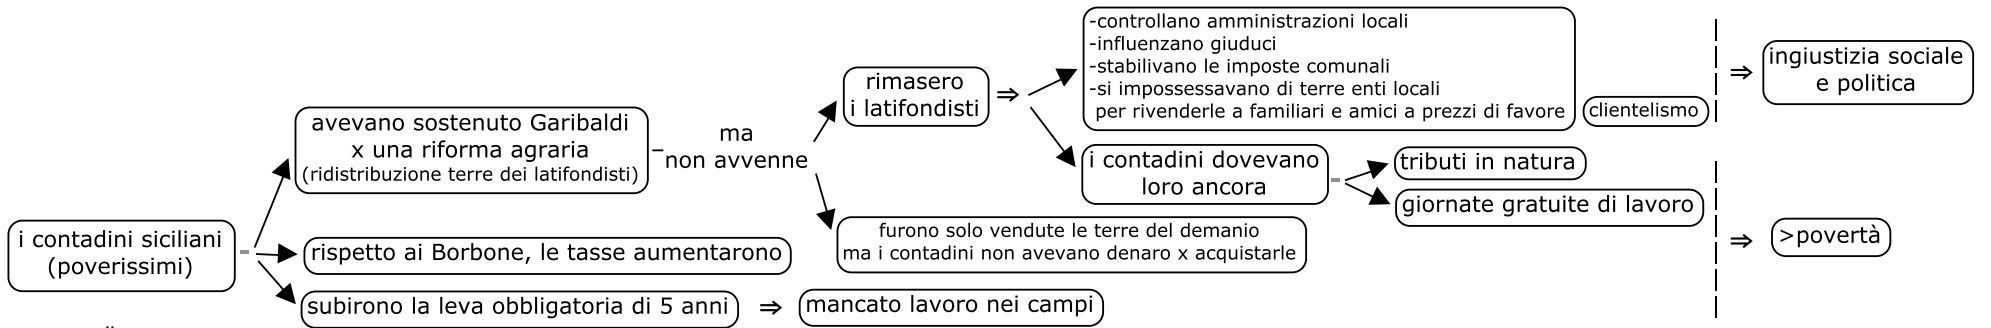 i contadini siciliani
(poverissimi)
avevano sostenuto Garibaldi
x una riforma agraria
(ridistribuzione terre dei latifondisti)
ma
non avvenne
rimasero
i latifondisti
⇒
-controllano amministrazioni locali
-influenzano giuduci
-stabilivano le imposte comunali
-si impossessavano di terre enti locali
per rivenderle a familiari e amici a prezzi di favore
clientelismo
⇒
ingiustizia sociale
e politica
i contadini dovevano
loro ancora
tributi in natura
giornate gratuite di lavoro
furono solo vendute le terre del demanio
ma i contadini non avevano denaro x acquistarle
rispetto ai Borbone, le tasse aumentarono
subirono la leva obbligatoria di 5 anni
⇒
mancato lavoro nei campi
⇒
>povertà